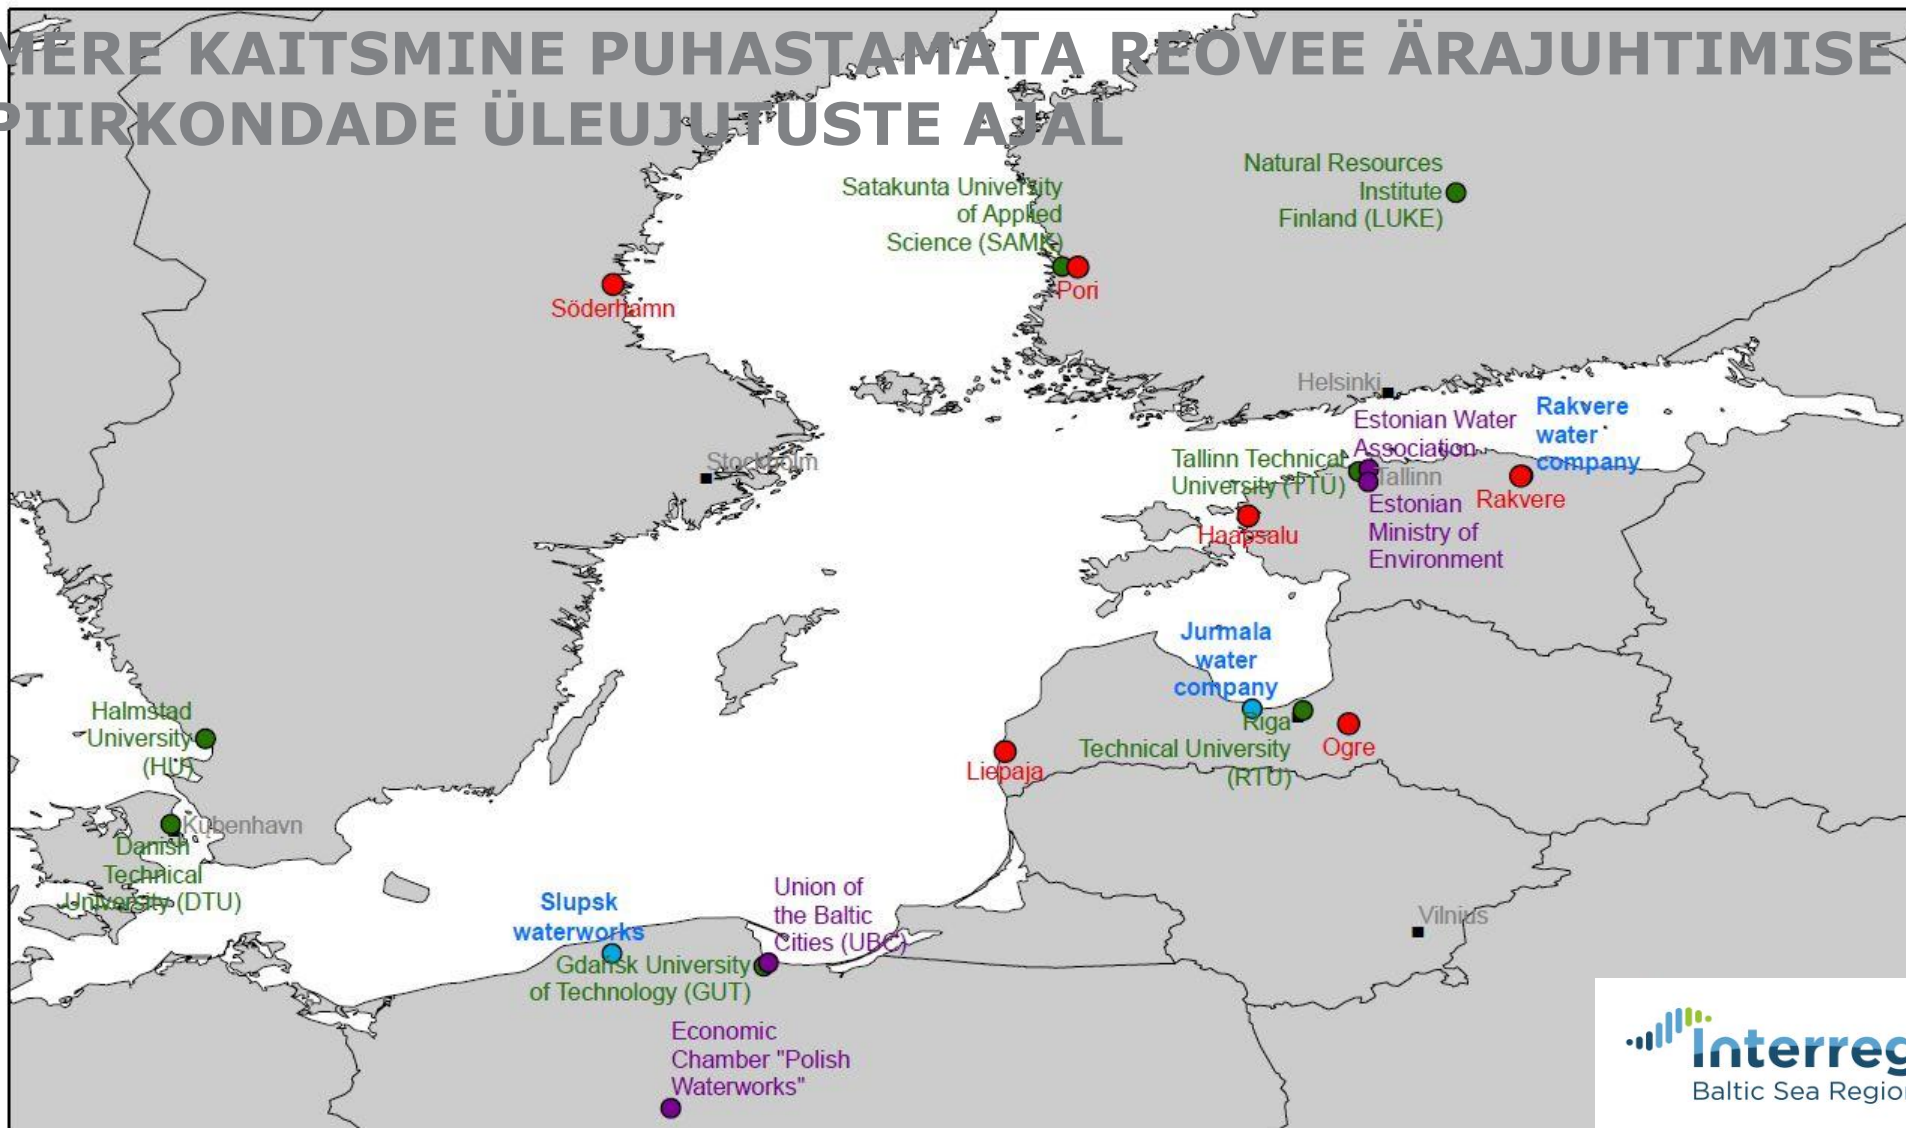 MERE KAITSMINE PUHASTAMATA REOVEE ÄRAJUHTIMISE
PIIRKONDADE ÜLEUJUTUSTE AJAL
Natural Resources
Institute
Finland (LUKE)
Satakunta University
of Applied
Science (SAMK)
Pori
Söderhamn
Helsinki
Estonian Water
Association
Rakvere
water
company
Stockholm
Tallinn Technical
University (TTÜ)
Tallinn
Rakvere
Estonian
Ministry of
Environment
Haapsalu
Jurmala
water
company
Halmstad
University
(HU)
Riga
Technical University
(RTU)
Ogre
Liepaja
København
Danish
Technical
University (DTU)
Slupsk
waterworks
Union of
the Baltic
Cities (UBC)
Vilnius
Gdansk University
of Technology (GUT)
Economic
Chamber "Polish
Waterworks"
Interreg
Baltic Sea Region